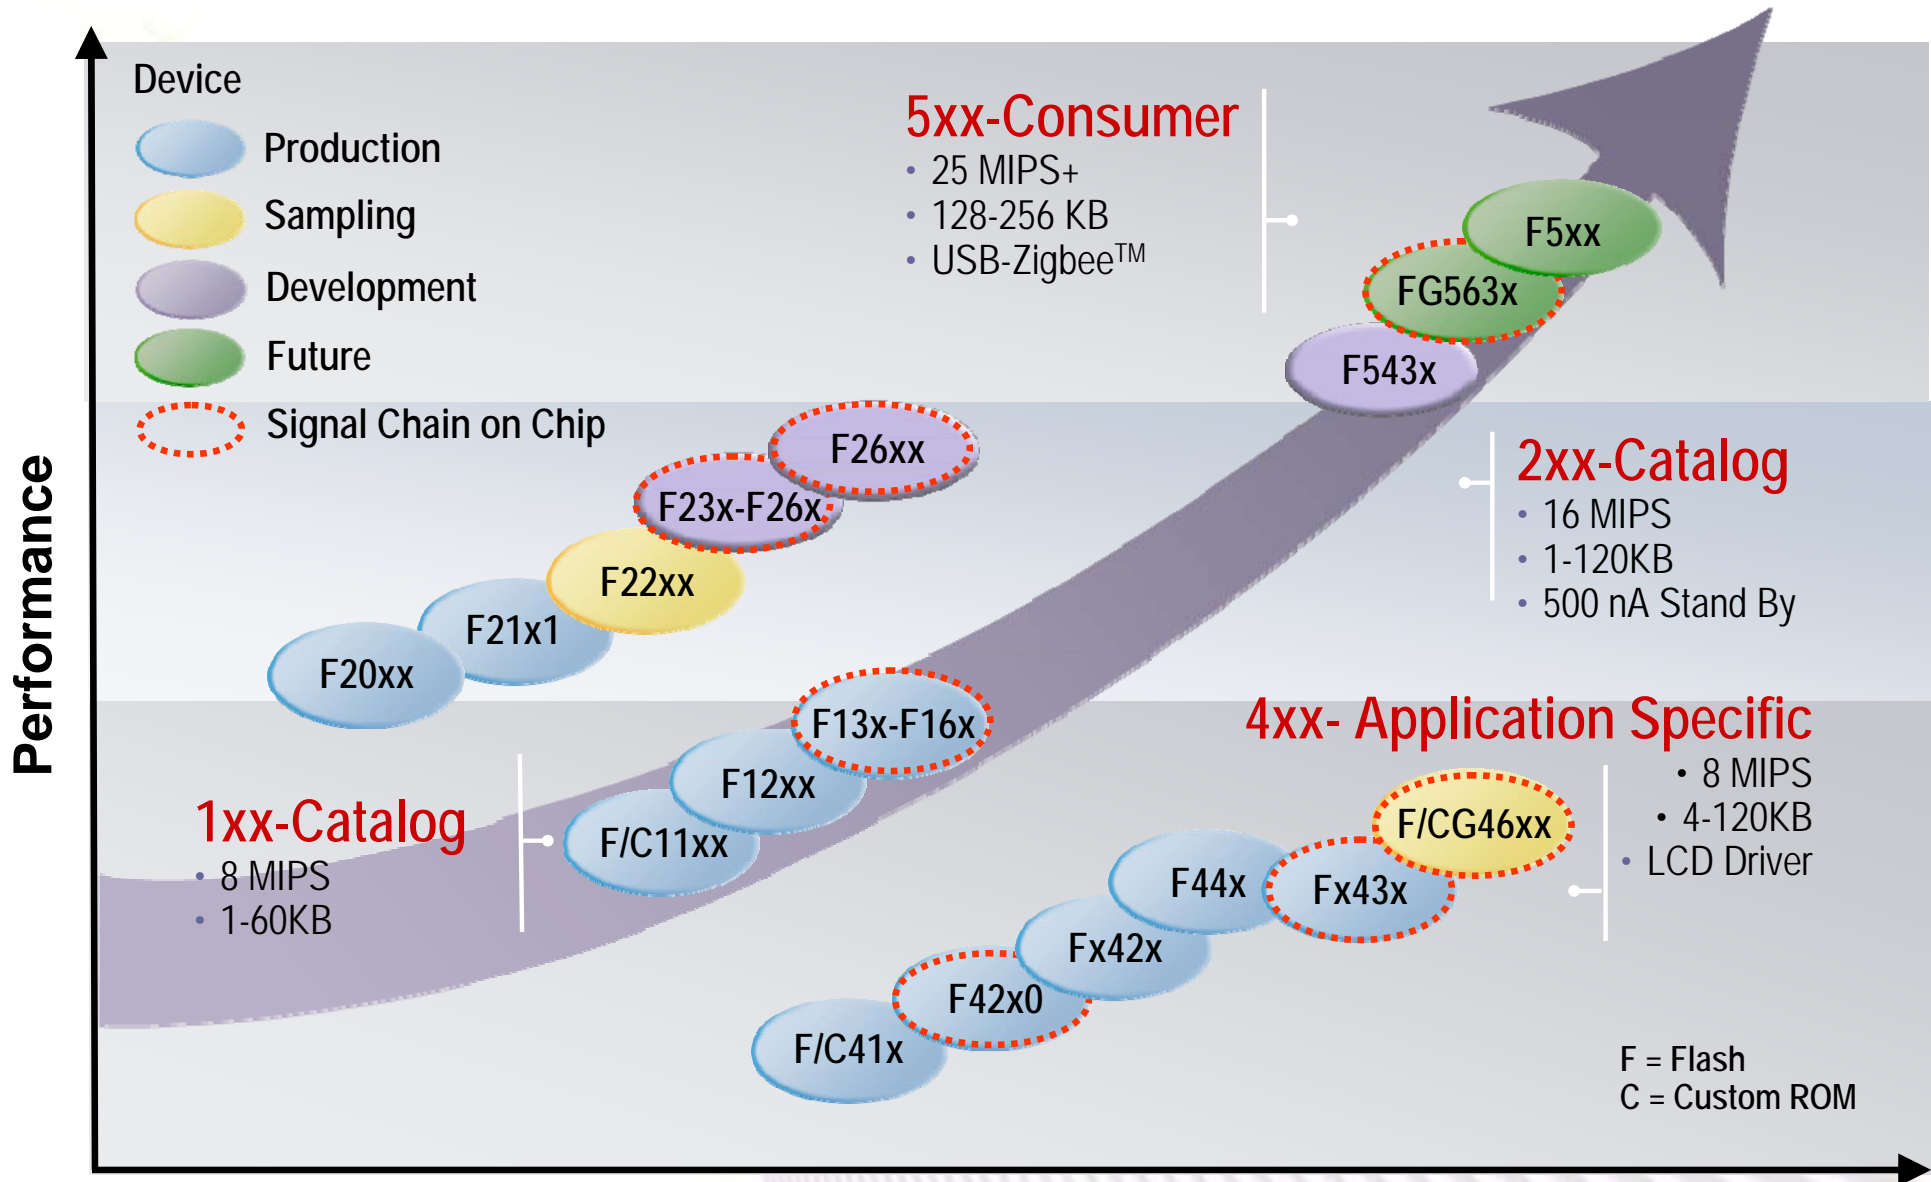 Performance
Device
Production
Sampling
Development
Future
Signal Chain on Chip
5xx-Consumer
• 25 MIPS+
• 128-256 KB
• USB-Zigbee™
F5xx
FG563x
F543x
F26xx
F23x-F26x
F22xx
F21x1
F20xx
2xx-Catalog
• 16 MIPS
• 1-120KB
• 500 nA Stand By
F13x-F16x
F12xx
F/C11xx
1xx-Catalog
• 8 MIPS
• 1-60KB
4xx- Application Specific
• 8 MIPS
• 4-120KB
• LCD Driver
F/CG46xx
Fx43x
F44x
Fx42x
F42x0
F/C41x
F = Flash
C = Custom ROM